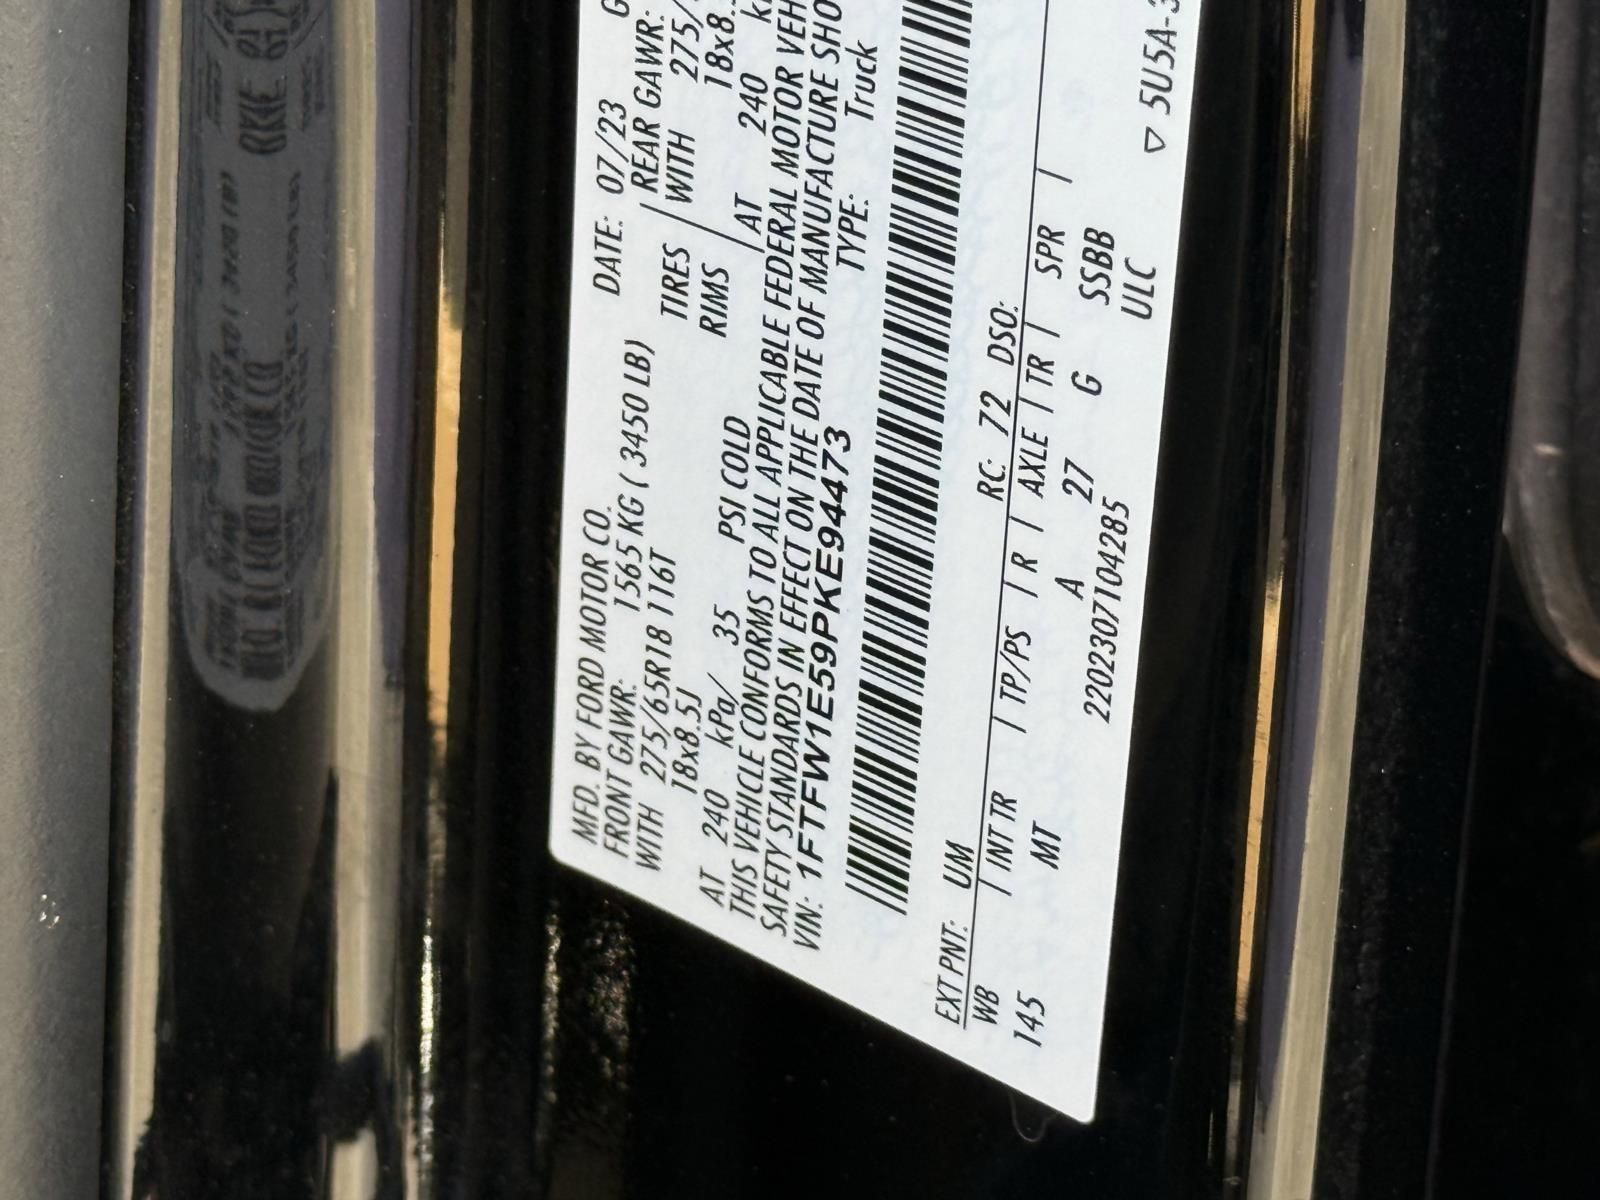 MFD. BY FORD MOTOR CO.
DATE: 07/23
FRONT GAWR: 1565 KG ( 3450 LB)
REAR GAWR:
WITH 275/65R18 116T
TIRES
WITH
18x8.5J
RIMS
AT 240 kPa/ 35 PSI COLD
AT 240
THIS VEHICLE CONFORMS TO ALL APPLICABLE FEDERAL MOTOR
SAFETY STANDARDS IN EFFECT ON THE DATE OF MANUFACTURE
VIN: 1FTFW1E59PKE94473
TYPE: Truck
EXT PNT: UM RC: 72 DSO:
WB / INT TR / TP/PS / R / AXLE / TR / SPR /
145 MT A 27 G SSBB
2202307104285 ULC
▽ 5U5A-3